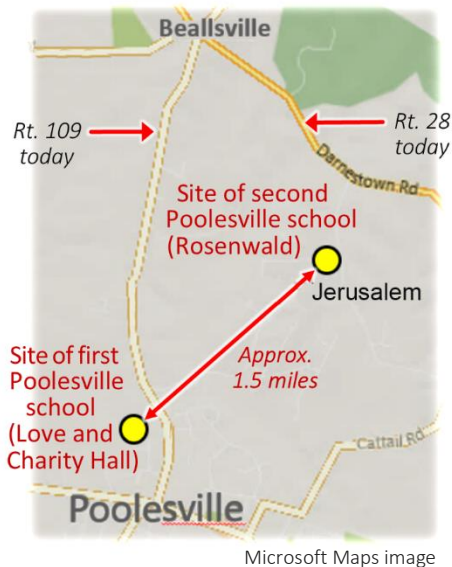 Beallsville
Rt. 109
today
Rt. 28
today
Darnestown Rd
Site of second
Poolesville school
(Rosenwald)
Jerusalem
Approx.
1.5 miles
Site of first
Poolesville
school
(Love and
Charity Hall)
Cattail Rd
Poolesville
Microsoft Maps image